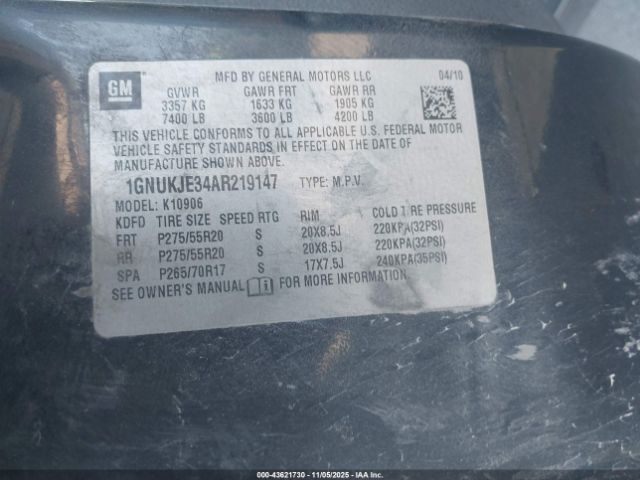 GM
MFD BY GENERAL MOTORS LLC 04/10
GVWR GAWR FRT GAWR RR
3357 KG 1633 KG 1905 KG
7400 LB 3600 LB 4200 LB
THIS VEHICLE CONFORMS TO ALL APPLICABLE U.S. FEDERAL MOTOR
VEHICLE SAFETY STANDARDS IN EFFECT ON THE DATE OF
MANUFACTURE SHOWN ABOVE.
1GNUKJE34AR219147 TYPE: M.P.V.
MODEL: K10906
KDFD TIRE SIZE SPEED RTG RIM COLD TIRE PRESSURE
FRT P275/55R20 S 20X8.5J 220KPA(32PSI)
RR P275/55R20 S 20X8.5J 220KPA(32PSI)
SPA P265/70R17 S 17X7.5J 240KPA(35PSI)
SEE OWNER'S MANUAL FOR MORE INFORMATION.
00-43621730 - 11/05/2025 - IAA Corp.